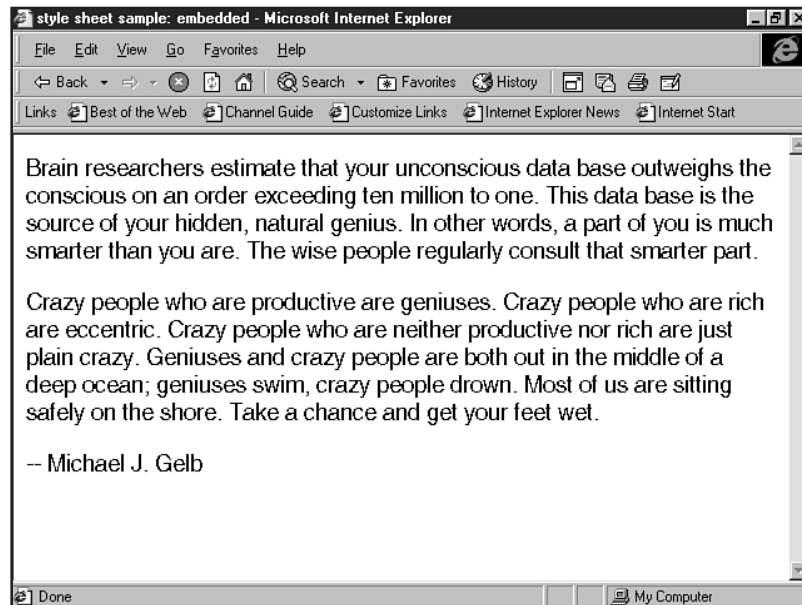 style sheet sample: embedded - Microsoft Internet Explorer
File Edit View Go Favorites Help
Back Search Favorites History
Links Best of the Web Channel Guide Customize Links Internet Explorer News Internet Start
Brain researchers estimate that your unconscious data base outweighs the
conscious on an order exceeding ten million to one. This data base is the
source of your hidden, natural genius. In other words, a part of you is much
smarter than you are. The wise people regularly consult that smarter part.
Crazy people who are productive are geniuses. Crazy people who are rich
are eccentric. Crazy people who are neither productive nor rich are just
plain crazy. Geniuses and crazy people are both out in the middle of a
deep ocean; geniuses swim, crazy people drown. Most of us are sitting
safely on the shore. Take a chance and get your feet wet.
-- Michael J. Gelb
Done My Computer